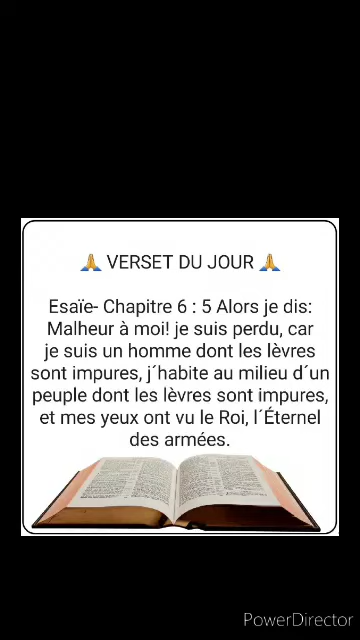 🙏 VERSET DU JOUR 🙏
Esaïe- Chapitre 6 : 5 Alors je dis:
Malheur à moi! je suis perdu, car
je suis un homme dont les lèvres
sont impures, j´habite au milieu d´un
peuple dont les lèvres sont impures,
et mes yeux ont vu le Roi, l´Éternel
des armées.
PowerDirector